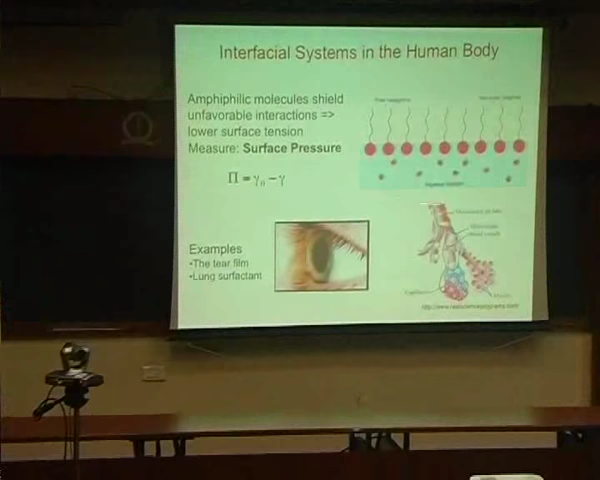 Interfacial Systems in the Human Body
Amphiphilic molecules shield
unfavorable interactions =>
lower surface tension
Measure: Surface Pressure
Π = γ₀ − γ
Examples
•The tear film
•Lung surfactant